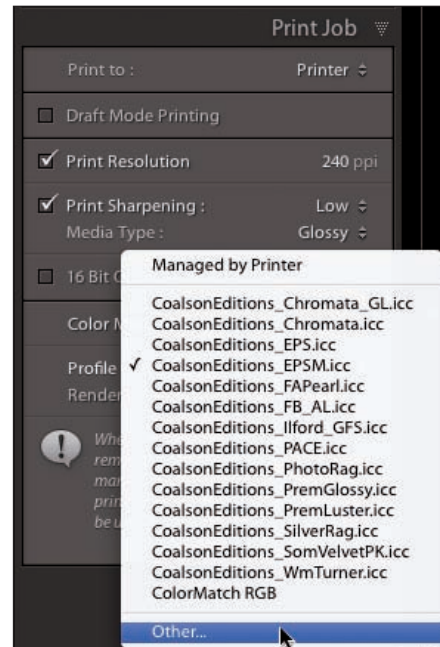 Print Job
Print to : Printer
Draft Mode Printing
Print Resolution 240 ppi
Print Sharpening : Low
Media Type : Glossy
16 Bit
Color
Profile
Managed by Printer
CoalsonEditions_Chromata_GL.icc
CoalsonEditions_Chromata.icc
CoalsonEditions_EPS.icc
✓ CoalsonEditions_EPSM.icc
CoalsonEditions_FAPearl.icc
CoalsonEditions_FB_AL.icc
CoalsonEditions_Ilford_GFS.icc
CoalsonEditions_PACE.icc
CoalsonEditions_PhotoRag.icc
CoalsonEditions_PremGlossy.icc
CoalsonEditions_PremLuster.icc
CoalsonEditions_SilverRag.icc
CoalsonEditions_SomVelvetPK.icc
CoalsonEditions_WmTurner.icc
ColorMatch RGB
Other...